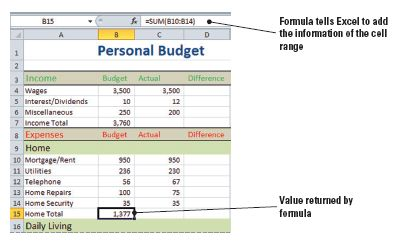 B15 fx =SUM(B10:B14)
Formula tells Excel to add
the information of the cell
range
A B C D
1 Personal Budget
2
3 Income Budget Actual Difference
4 Wages 3,500 3,500
5 Interest/Dividends 10 12
6 Miscellaneous 250 200
7 Income Total 3,760
8 Expenses Budget Actual Difference
9 Home
10 Mortgage/Rent 950 950
11 Utilities 236 230
12 Telephone 56 67
13 Home Repairs 100 75
14 Home Security 35 35
15 Home Total 1,377
Value returned by
formula
16 Daily Living